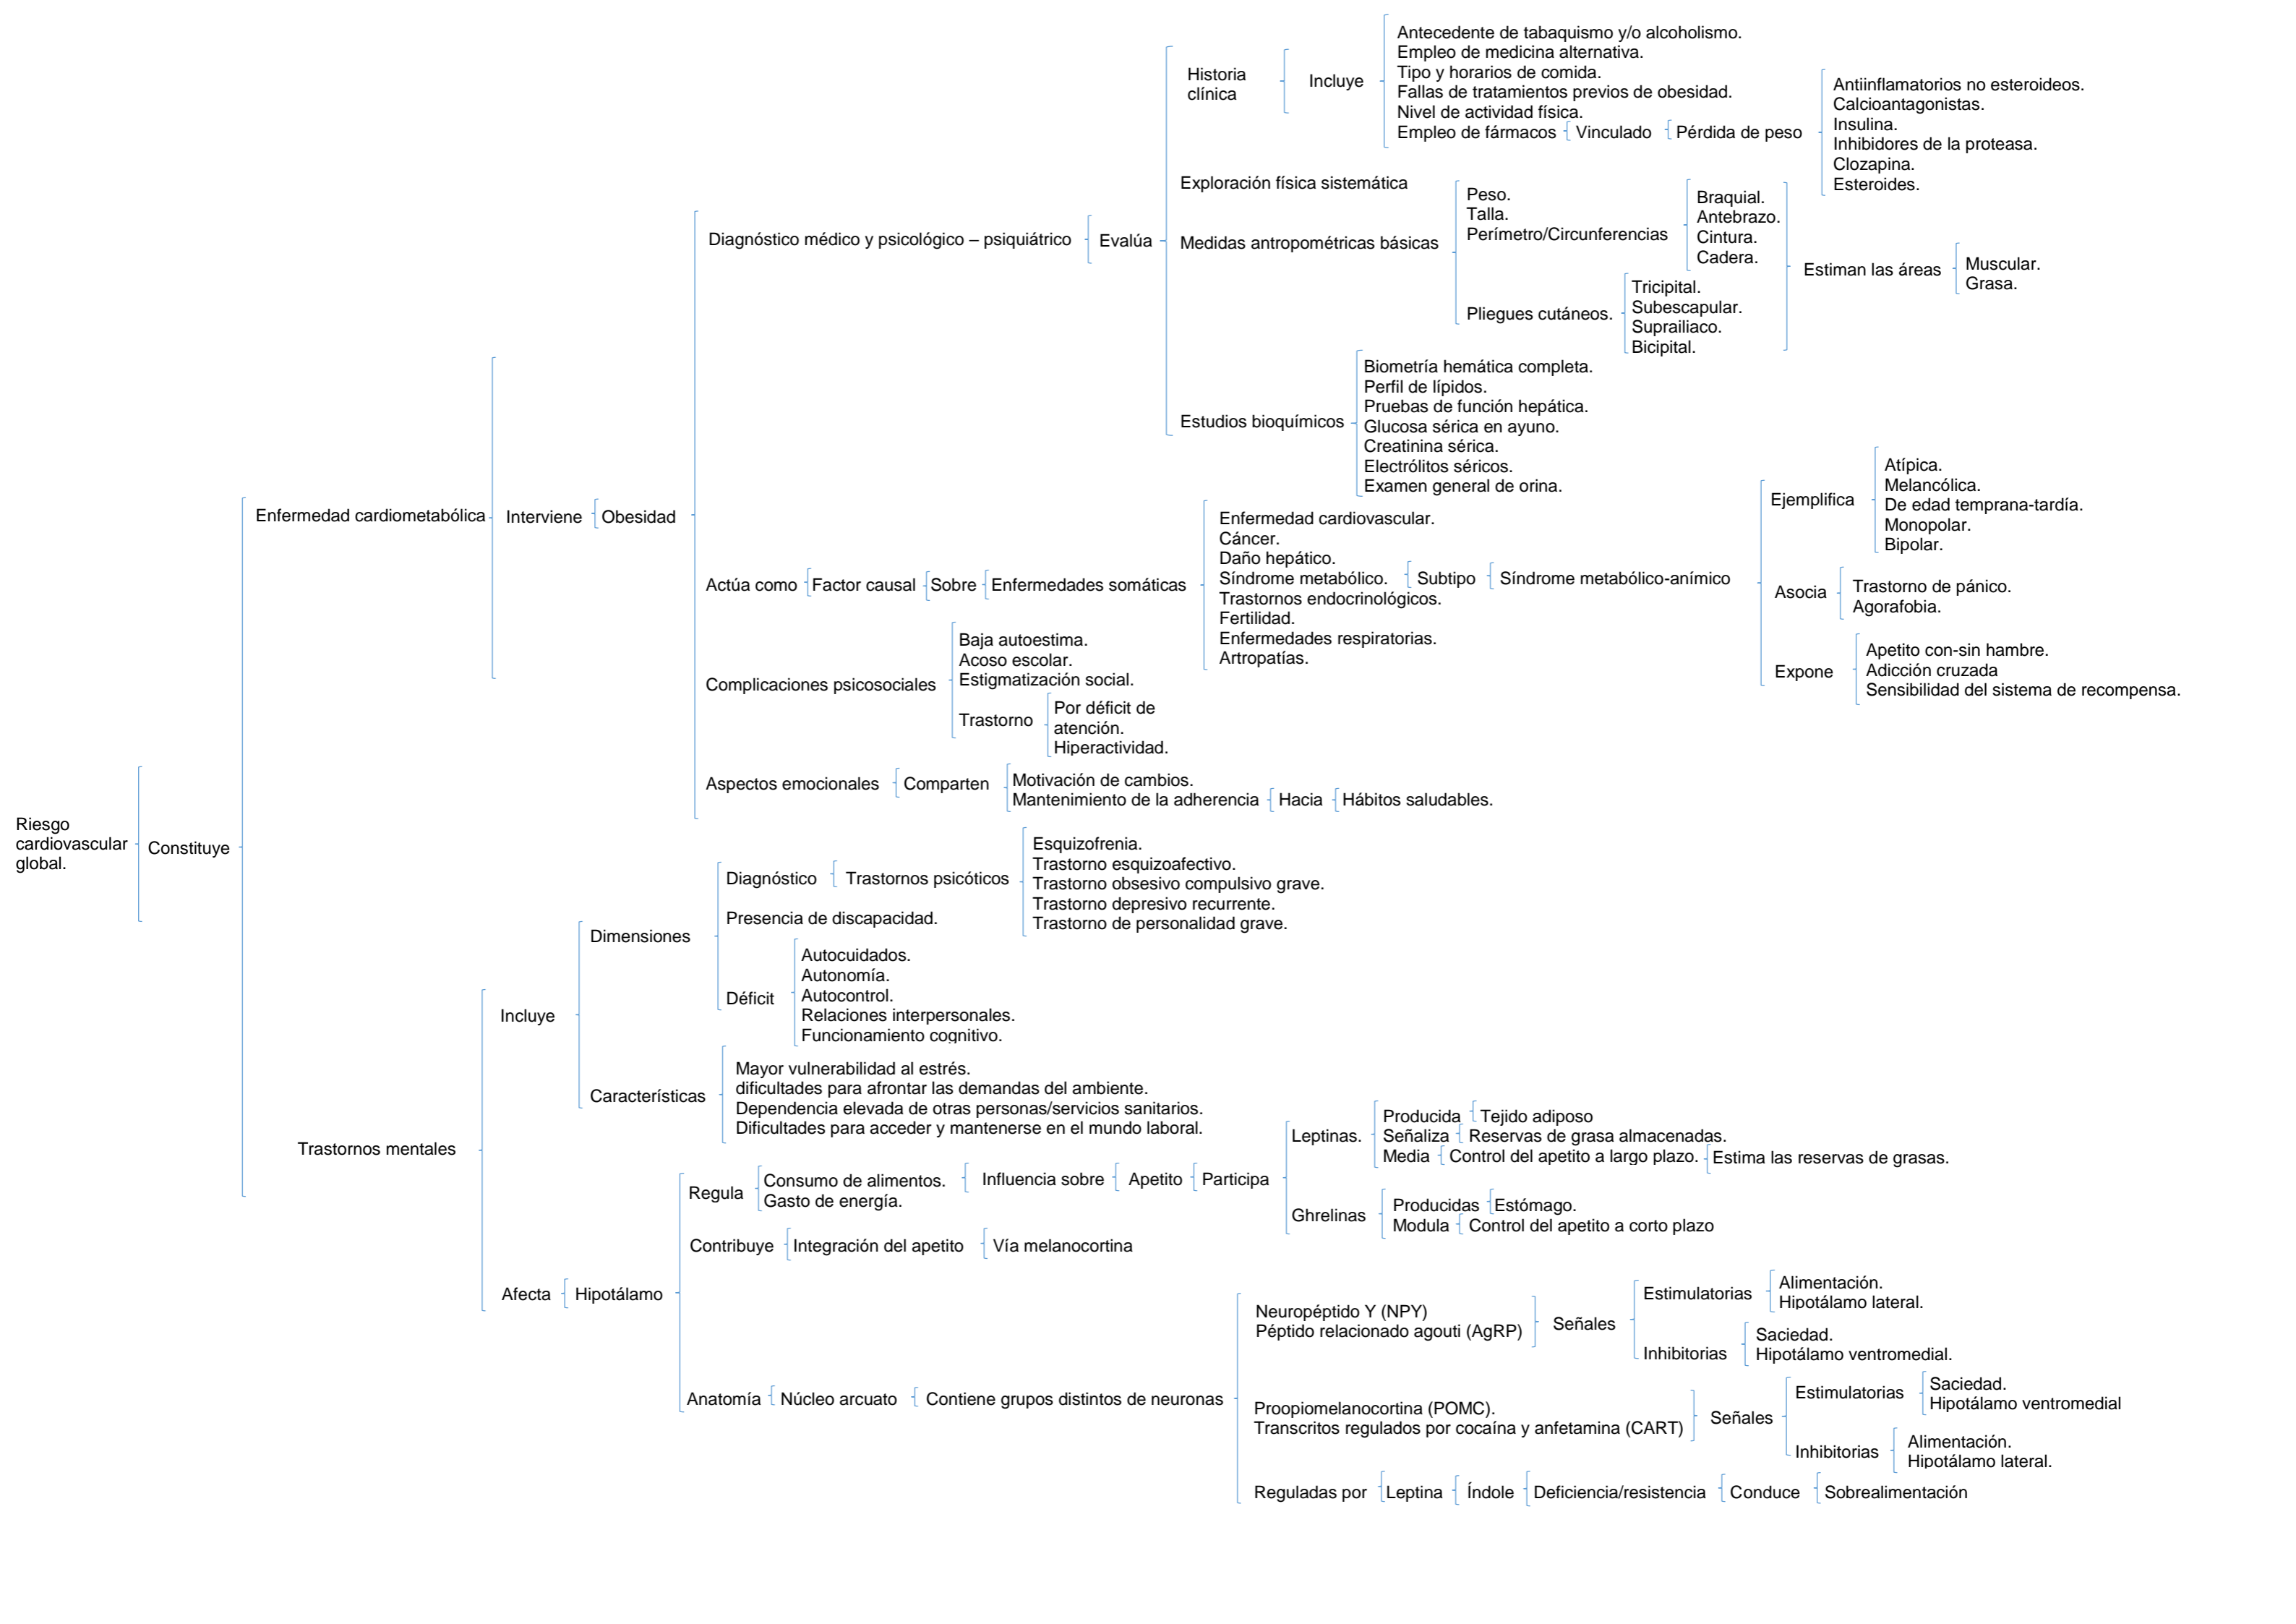 Riesgo
cardiovascular
global.
Constituye
Enfermedad cardiometabólica
Interviene
Obesidad
Diagnóstico médico y psicológico – psiquiátrico
Evalúa
Historia
clínica
Incluye
Antecedente de tabaquismo y/o alcoholismo.
Empleo de medicina alternativa.
Tipo y horarios de comida.
Fallas de tratamientos previos de obesidad.
Nivel de actividad física.
Empleo de fármacos
Vinculado
Pérdida de peso
Antiinflamatorios no esteroideos.
Calcioantagonistas.
Insulina.
Inhibidores de la proteasa.
Clozapina.
Esteroides.
Exploración física sistemática
Medidas antropométricas básicas
Peso.
Talla.
Perímetro/Circunferencias
Braquial.
Antebrazo.
Cintura.
Cadera.
Pliegues cutáneos.
Tricipital.
Subescapular.
Suprailiaco.
Bicipital.
Estiman las áreas
Muscular.
Grasa.
Estudios bioquímicos
Biometría hemática completa.
Perfil de lípidos.
Pruebas de función hepática.
Glucosa sérica en ayuno.
Creatinina sérica.
Electrólitos séricos.
Examen general de orina.
Actúa como
Factor causal
Sobre
Enfermedades somáticas
Enfermedad cardiovascular.
Cáncer.
Daño hepático.
Síndrome metabólico.
Subtipo
Síndrome metabólico-anímico
Trastornos endocrinológicos.
Fertilidad.
Enfermedades respiratorias.
Artropatías.
Ejemplifica
Atípica.
Melancólica.
De edad temprana-tardía.
Monopolar.
Bipolar.
Asocia
Trastorno de pánico.
Agorafobia.
Expone
Apetito con-sin hambre.
Adicción cruzada
Sensibilidad del sistema de recompensa.
Complicaciones psicosociales
Baja autoestima.
Acoso escolar.
Estigmatización social.
Trastorno
Por déficit de
atención.
Hiperactividad.
Aspectos emocionales
Comparten
Motivación de cambios.
Mantenimiento de la adherencia
Hacia
Hábitos saludables.
Trastornos mentales
Incluye
Dimensiones
Diagnóstico
Trastornos psicóticos
Esquizofrenia.
Trastorno esquizoafectivo.
Trastorno obsesivo compulsivo grave.
Trastorno depresivo recurrente.
Trastorno de personalidad grave.
Presencia de discapacidad.
Déficit
Autocuidados.
Autonomía.
Autocontrol.
Relaciones interpersonales.
Funcionamiento cognitivo.
Características
Mayor vulnerabilidad al estrés.
dificultades para afrontar las demandas del ambiente.
Dependencia elevada de otras personas/servicios sanitarios.
Dificultades para acceder y mantenerse en el mundo laboral.
Afecta
Hipotálamo
Regula
Consumo de alimentos.
Gasto de energía.
Influencia sobre
Apetito
Participa
Leptinas.
Producida
Tejido adiposo
Señaliza
Reservas de grasa almacenadas.
Media
Control del apetito a largo plazo.
Estima las reservas de grasas.
Ghrelinas
Producidas
Estómago.
Modula
Control del apetito a corto plazo
Contribuye
Integración del apetito
Vía melanocortina
Anatomía
Núcleo arcuato
Contiene grupos distintos de neuronas
Neuropéptido Y (NPY)
Péptido relacionado agouti (AgRP)
Señales
Estimulatorias
Alimentación.
Hipotálamo lateral.
Inhibitorias
Saciedad.
Hipotálamo ventromedial.
Proopiomelanocortina (POMC).
Transcritos regulados por cocaína y anfetamina (CART)
Señales
Estimulatorias
Saciedad.
Hipotálamo ventromedial
Inhibitorias
Alimentación.
Hipotálamo lateral.
Reguladas por
Leptina
Índole
Deficiencia/resistencia
Conduce
Sobrealimentación